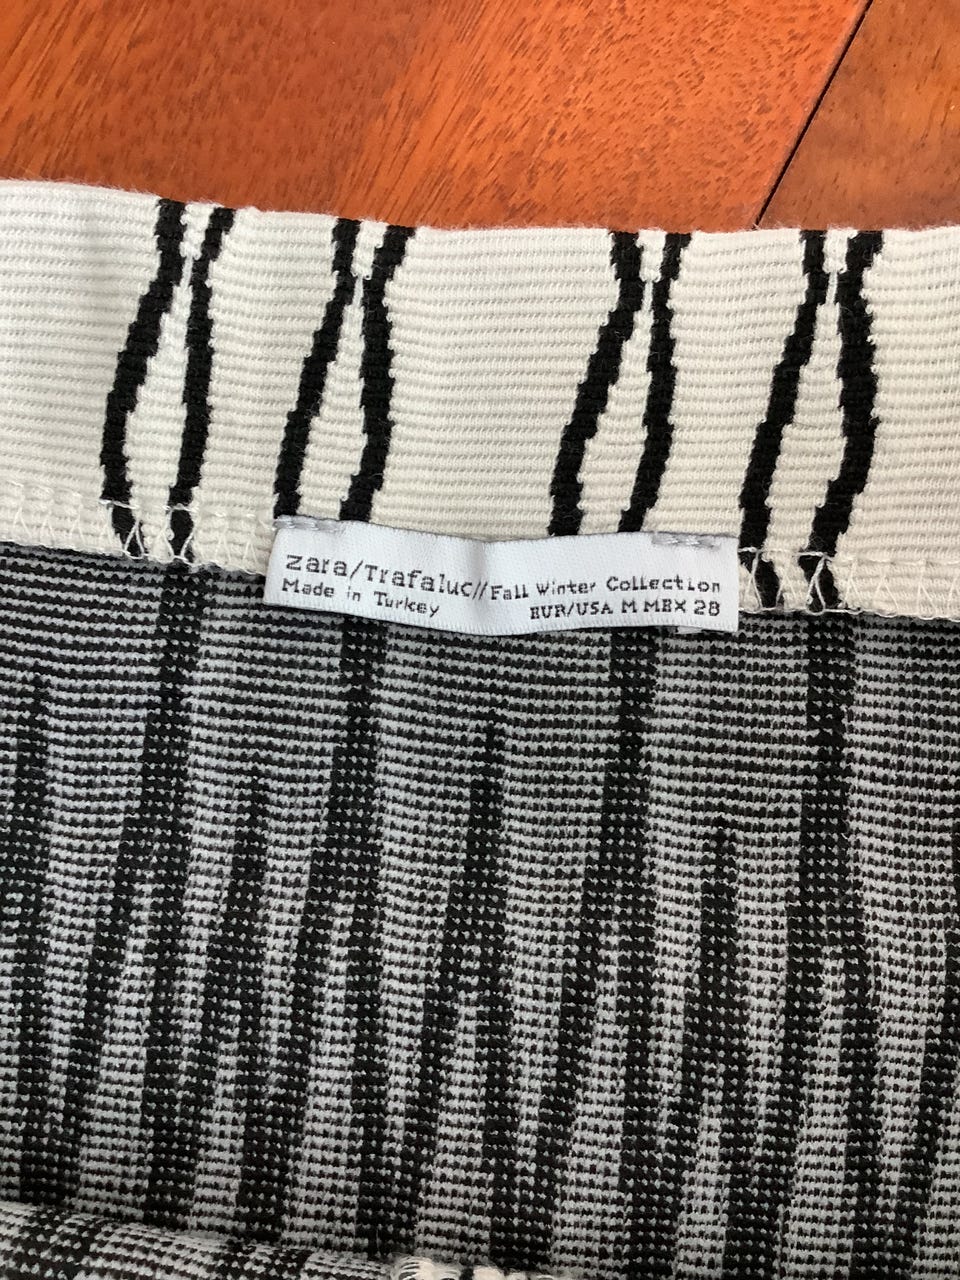 zara/Trafaluc//Fall Winter Collection
Made in Turkey EUR/USA M MEX 28